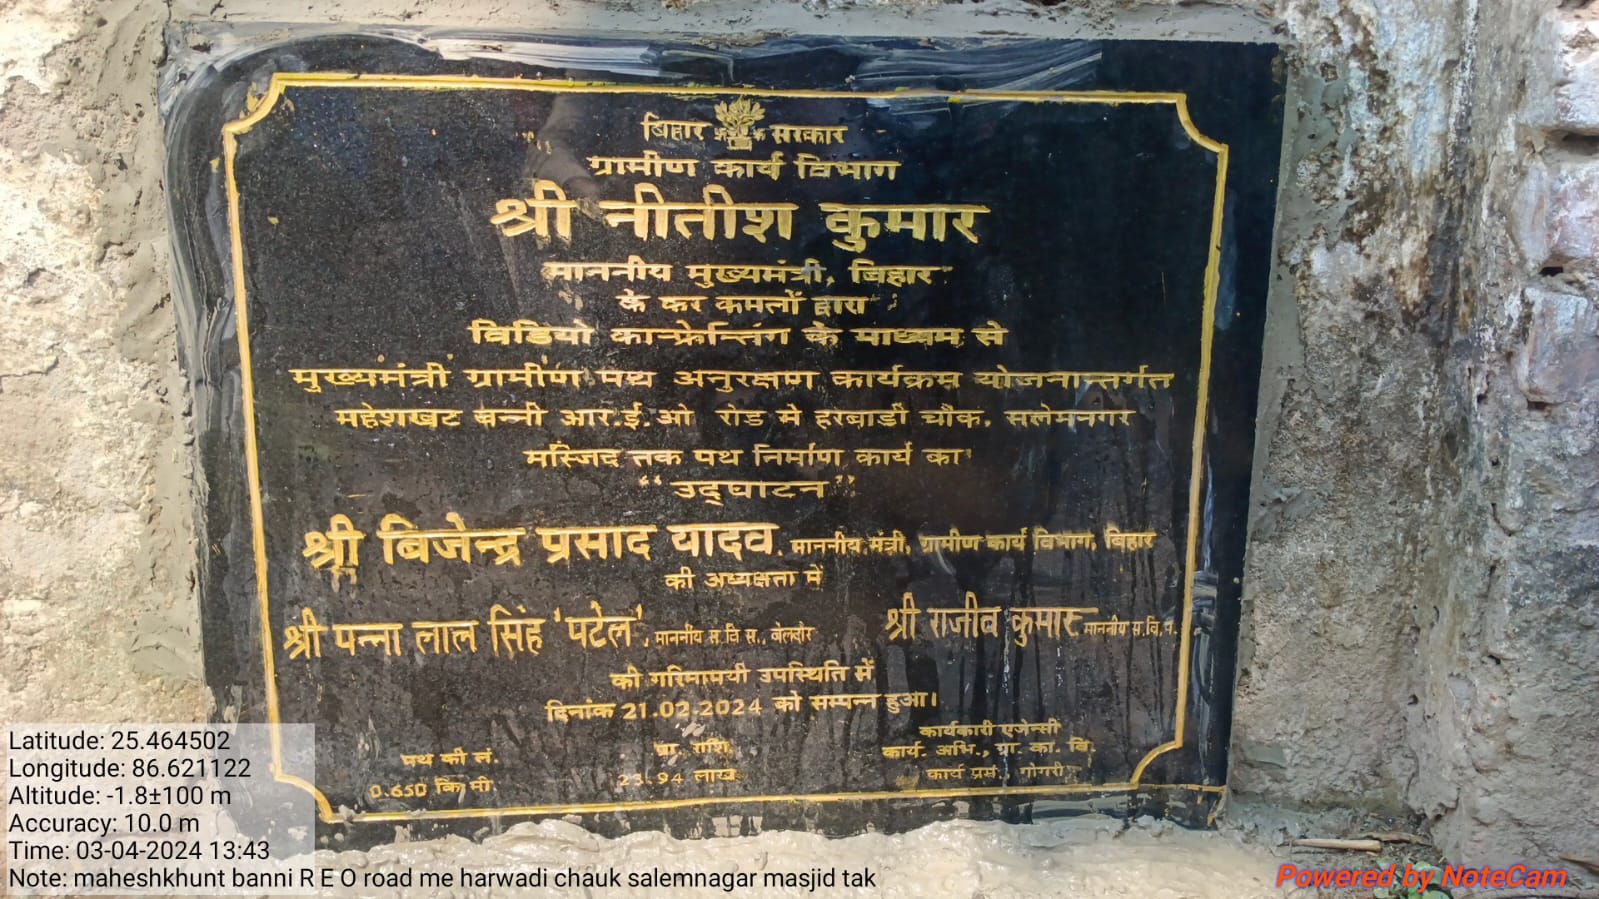 बिहार सरकार
ग्रामीण कार्य विभाग
श्री नीतीश कुमार
माननीय मुख्यमंत्री, बिहार
के कर कमलों द्वारा
विडियो कान्फ्रेन्सिंग के माध्यम से
मुख्यमंत्री ग्रामीण पथ अनुरक्षण कार्यक्रम योजनान्तर्गत
महेशखुट बन्नी आर.ई.ओ रोड मे हरबाडी चौक, सलेमनगर
मस्जिद तक पथ निर्माण कार्य का
"उद्घाटन"
श्री बिजेन्द्र प्रसाद यादव, माननीय मंत्री, ग्रामीण कार्य विभाग, बिहार
की अध्यक्षता में
श्री पन्ना लाल सिंह 'पटेल', माननीय स.वि.स., बेलदौर श्री राजीव कुमार माननीय स.वि.प.
की गरिमामयी उपस्थिति में
दिनांक 21.02.2024 को सम्पन्न हुआ।
पथ की लं. प्रा. राशि कार्यकारी एजेन्सी
0.650 कि मी 23.94 लाख कार्य. अभि., ग्रा. का. वि.
कार्य प्रम., गोगरी
Latitude: 25.464502
Longitude: 86.621122
Altitude: -1.8±100 m
Accuracy: 10.0 m
Time: 03-04-2024 13:43
Note: maheshkhunt banni R E O road me harwadi chauk salemnagar masjid tak
Powered by NoteCam